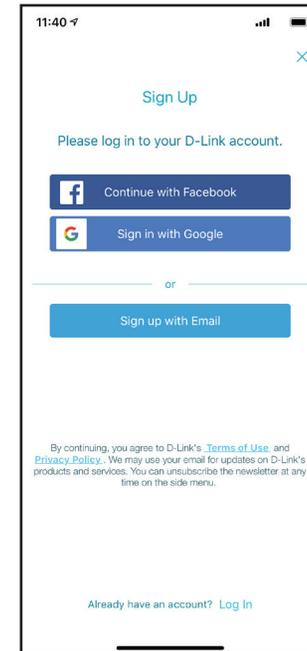 11:40
Sign Up
Please log in to your D-Link account.
Continue with Facebook
Sign in with Google
or
Sign up with Email
By continuing, you agree to D-Link's Terms of Use and
Privacy Policy . We may use your email for updates on D-Link's
products and services. You can unsubscribe the newsletter at any
time on the side menu.
Already have an account? Log In